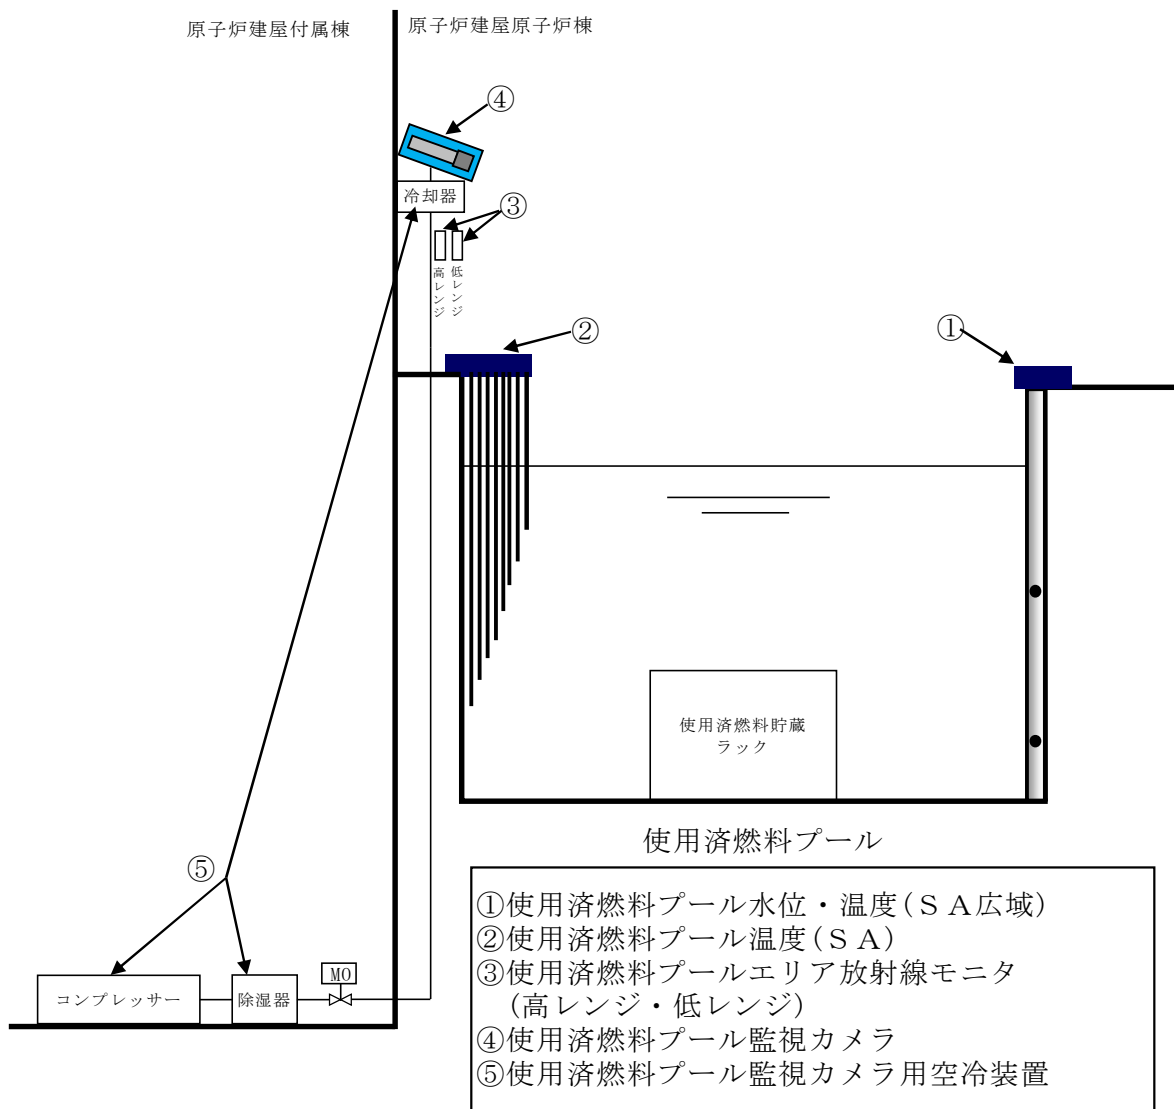 原子炉建屋付属棟
原子炉建屋原子炉棟
④
冷却器
③
高レンジ
低レンジ
②
①
使用済燃料貯蔵
ラック
⑤
使用済燃料プール
MO
コンプレッサー
除湿器
①使用済燃料プール水位・温度(ＳＡ広域)
②使用済燃料プール温度(ＳＡ)
③使用済燃料プールエリア放射線モニタ
(高レンジ・低レンジ)
④使用済燃料プール監視カメラ
⑤使用済燃料プール監視カメラ用空冷装置